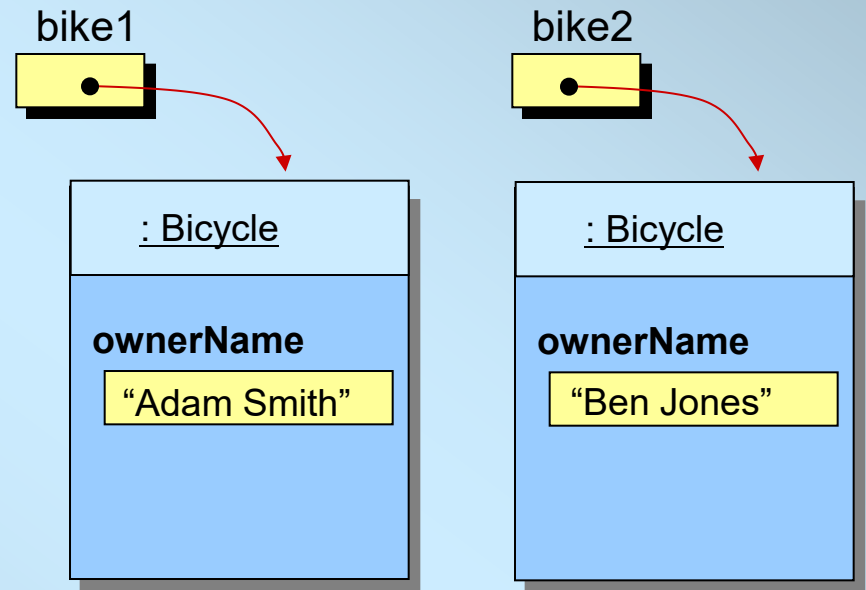 bike1
: Bicycle
ownerName
“Adam Smith”
bike2
: Bicycle
ownerName
“Ben Jones”